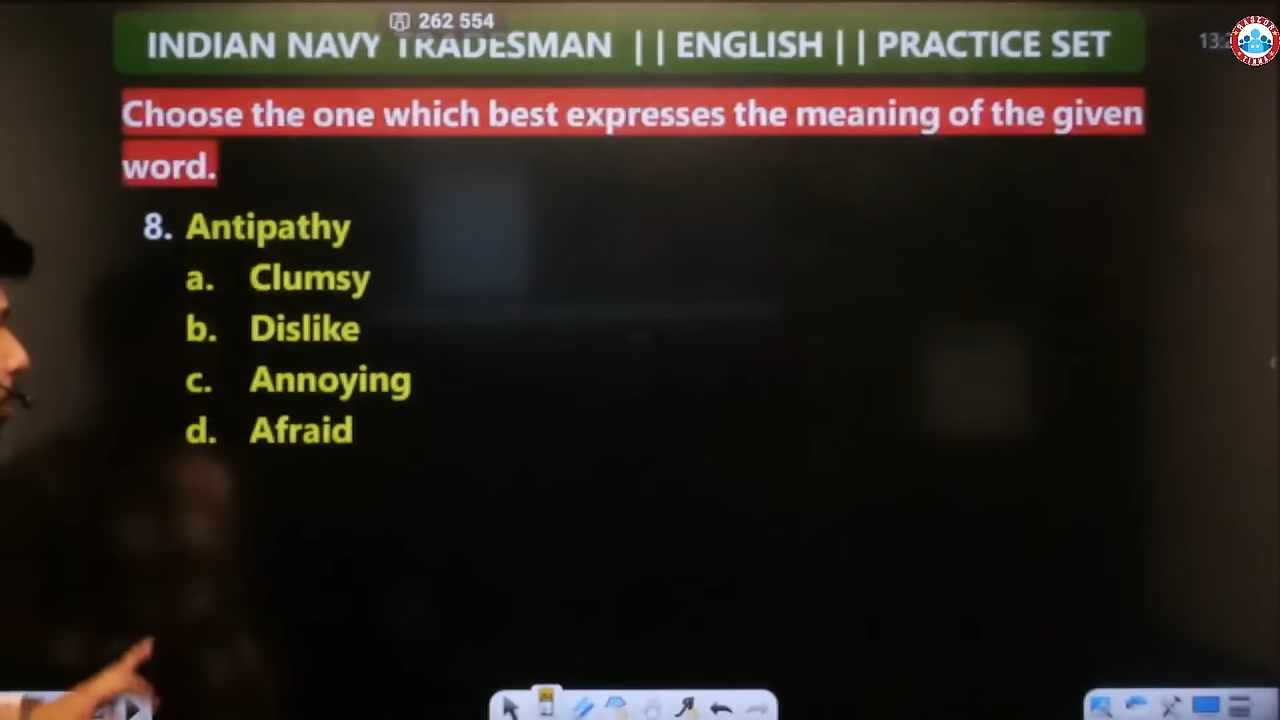 262 554
INDIAN NAVY TRADESMAN || ENGLISH || PRACTICE SET
Choose the one which best expresses the meaning of the given
word.
8. Antipathy
a. Clumsy
b. Dislike
c. Annoying
d. Afraid